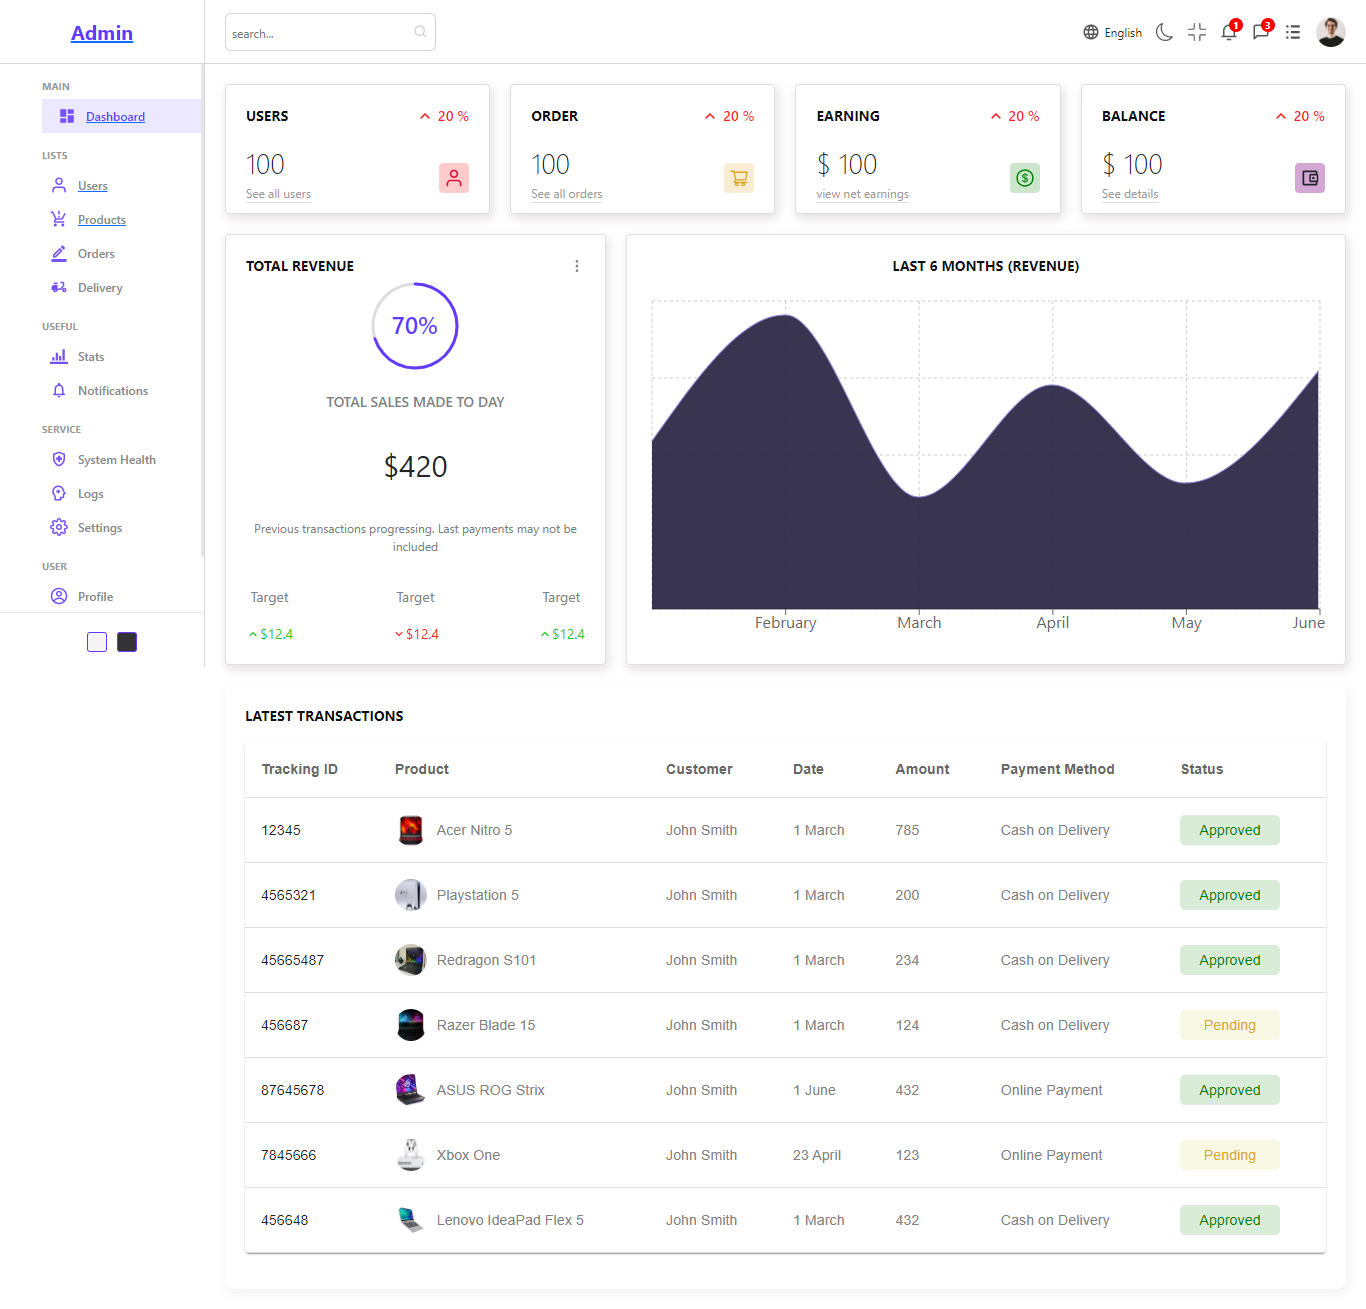 Admin
search...
English
1
3
MAIN
Dashboard
LISTS
Users
Products
Orders
Delivery
USEFUL
Stats
Notifications
SERVICE
System Health
Logs
Settings
USER
Profile
USERS
20 %
100
See all users
ORDER
20 %
100
See all orders
EARNING
20 %
$ 100
view net earnings
BALANCE
20 %
$ 100
See details
TOTAL REVENUE
70%
TOTAL SALES MADE TO DAY
$420
Previous transactions progressing. Last payments may not be
included
Target Target Target
$12.4 $12.4 $12.4
LAST 6 MONTHS (REVENUE)
February March April May June
LATEST TRANSACTIONS
Tracking ID Product Customer Date Amount Payment Method Status
12345 Acer Nitro 5 John Smith 1 March 785 Cash on Delivery Approved
4565321 Playstation 5 John Smith 1 March 200 Cash on Delivery Approved
45665487 Redragon S101 John Smith 1 March 234 Cash on Delivery Approved
456687 Razer Blade 15 John Smith 1 March 124 Cash on Delivery Pending
87645678 ASUS ROG Strix John Smith 1 June 432 Online Payment Approved
7845666 Xbox One John Smith 23 April 123 Online Payment Pending
456648 Lenovo IdeaPad Flex 5 John Smith 1 March 432 Cash on Delivery Approved